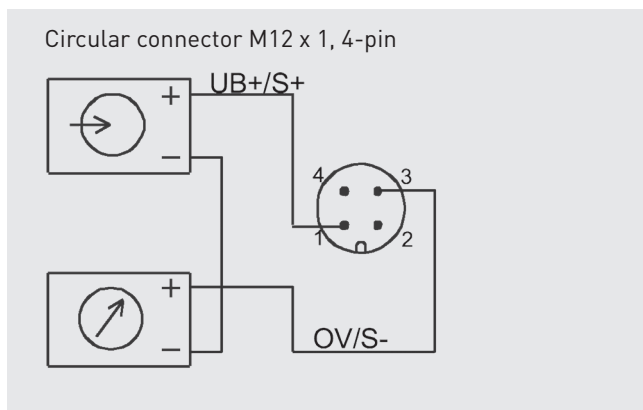 Circular connector M12 x 1, 4-pin
+ UB+/S+
−
4 3
1 2
+
− OV/S-